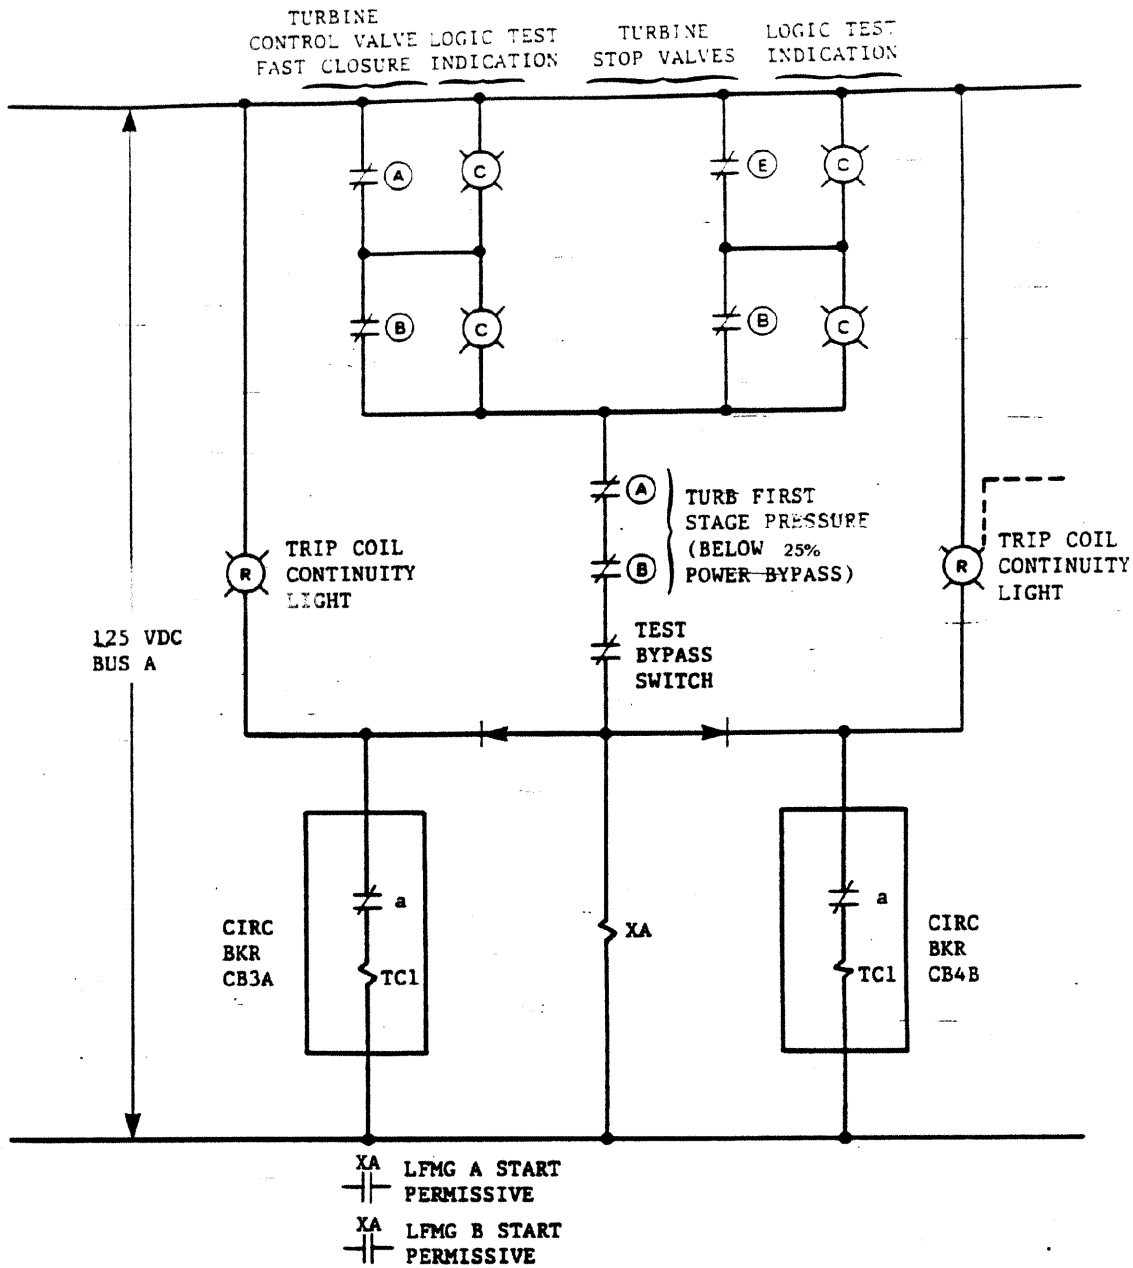 TURBINE
CONTROL VALVE
FAST CLOSURE
LOGIC TEST
INDICATION
TURBINE
STOP VALVES
LOGIC TEST
INDICATION
A
C
E
C
B
C
B
C
A
B
TURB FIRST
STAGE PRESSURE
(BELOW 25%
POWER BYPASS)
R
TRIP COIL
CONTINUITY
LIGHT
R
TRIP COIL
CONTINUITY
LIGHT
125 VDC
BUS A
TEST
BYPASS
SWITCH
CIRC
BKR
CB3A
a
TC1
XA
a
TC1
CIRC
BKR
CB4B
XA
LFMG A START
PERMISSIVE
XA
LFMG B START
PERMISSIVE